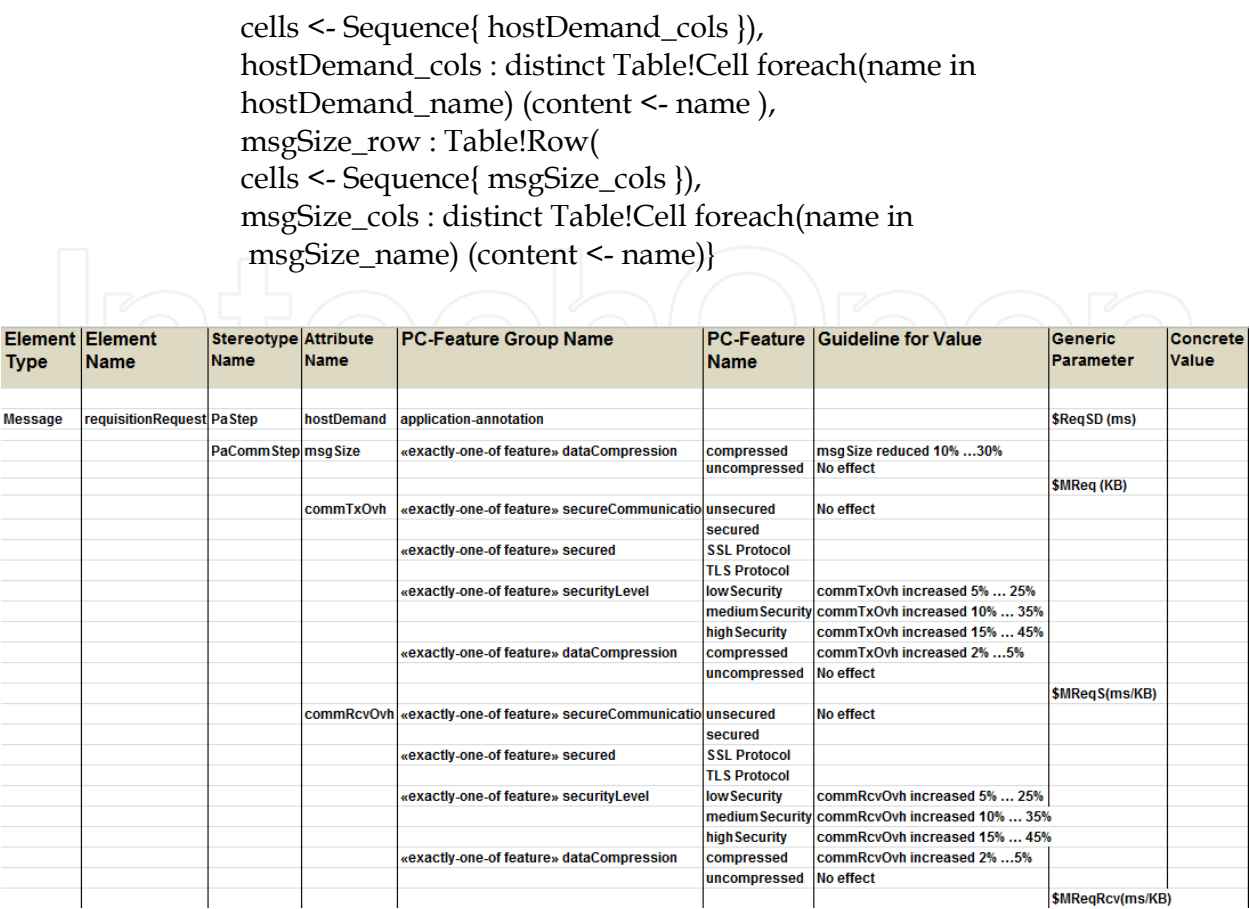 cells <- Sequence{ hostDemand_cols }),
hostDemand_cols : distinct Table!Cell foreach(name in
hostDemand_name) (content <- name ),
msgSize_row : Table!Row(
cells <- Sequence{ msgSize_cols }),
msgSize_cols : distinct Table!Cell foreach(name in
msgSize_name) (content <- name)}
IntechOpen
Element Type Element Name Stereotype Name Attribute Name PC-Feature Group Name PC-Feature Name Guideline for Value Generic Parameter Concrete Value
Message requisitionRequest PaStep hostDemand application-annotation $ReqSD (ms)
PaCommStep msgSize «exactly-one-of feature» dataCompression compressed msgSize reduced 10% ...30%
uncompressed No effect
$MReq (KB)
commTxOvh «exactly-one-of feature» secureCommunicatio unsecured No effect
secured
«exactly-one-of feature» secured SSL Protocol
TLS Protocol
«exactly-one-of feature» securityLevel lowSecurity commTxOvh increased 5% ... 25%
mediumSecurity commTxOvh increased 10% ... 35%
highSecurity commTxOvh increased 15% ... 45%
«exactly-one-of feature» dataCompression compressed commTxOvh increased 2% ...5%
uncompressed No effect
$MReqS(ms/KB)
commRcvOvh «exactly-one-of feature» secureCommunicatio unsecured No effect
secured
«exactly-one-of feature» secured SSL Protocol
TLS Protocol
«exactly-one-of feature» securityLevel lowSecurity commRcvOvh increased 5% ... 25%
mediumSecurity commRcvOvh increased 10% ... 35%
highSecurity commRcvOvh increased 15% ... 45%
«exactly-one-of feature» dataCompression compressed commRcvOvh increased 2% ...5%
uncompressed No effect
$MReqRcv(ms/KB)